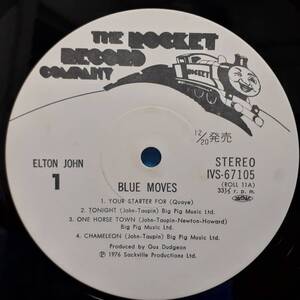 THE ROCKET
RECORD
COMPANY
12/20発売
ELTON JOHN
STEREO
1
BLUE MOVES
IVS-67105
(ROLL 11A)
33⅓ r.p.m.
1. YOUR STARTER FOR (Quaye)
2. TONIGHT (John-Taupin) Big Pig Music Ltd.
3. ONE HORSE TOWN (John-Taupin-Newton-Howard)
Big Pig Music Ltd.
4. CHAMELEON (John-Taupin) Big Pig Music Ltd.
Produced by Gus Dudgeon
℗ 1976 Sackville Productions Ltd.